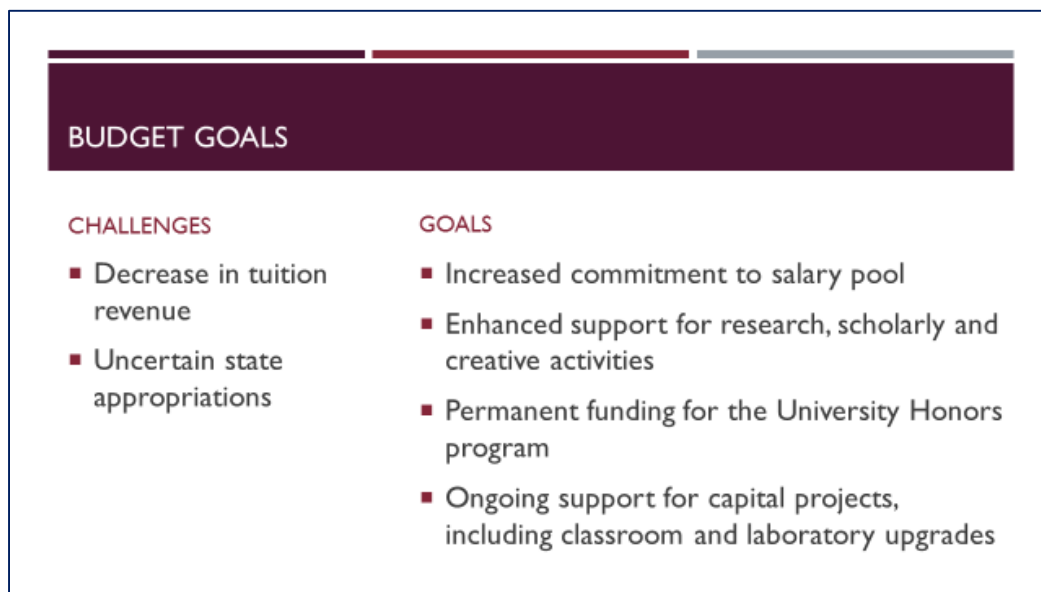 BUDGET GOALS
CHALLENGES
Decrease in tuition
revenue
Uncertain state
appropriations
GOALS
Increased commitment to salary pool
Enhanced support for research, scholarly and
creative activities
Permanent funding for the University Honors
program
Ongoing support for capital projects,
including classroom and laboratory upgrades